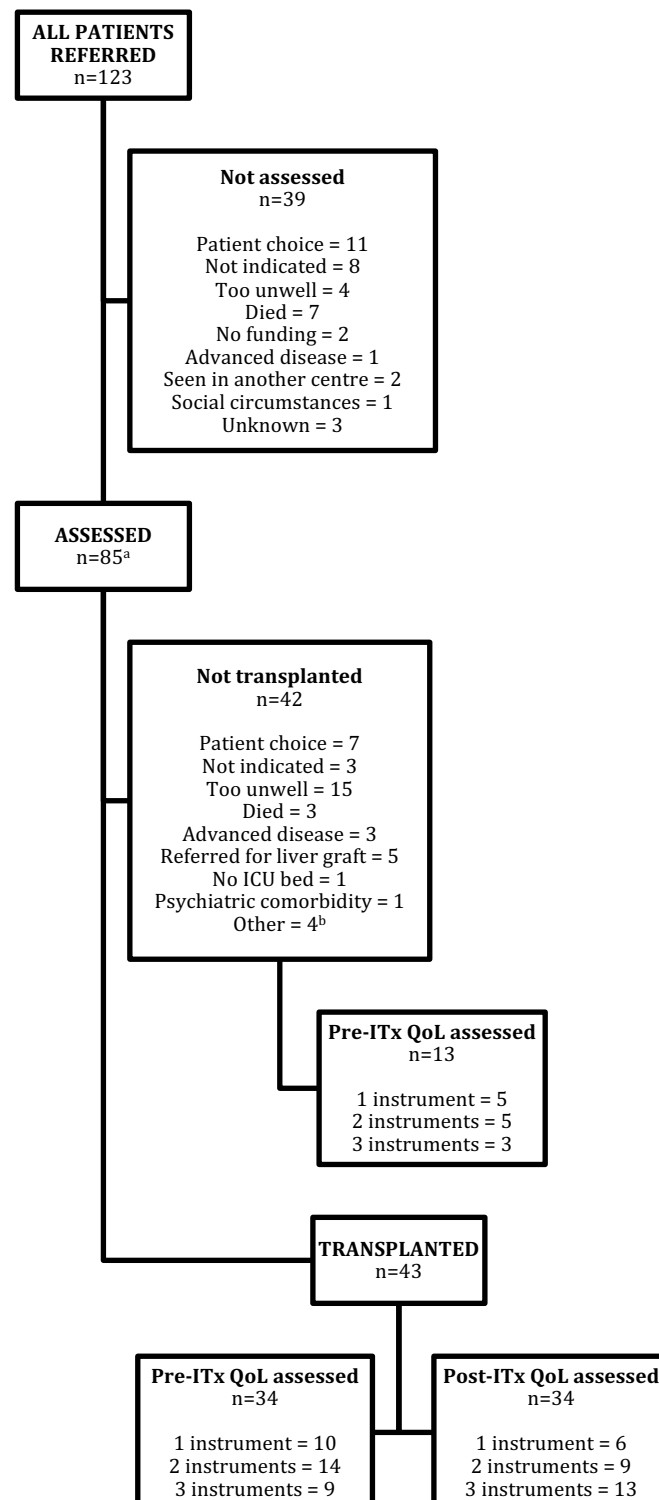 ALL PATIENTS
REFERRED
n=123
Not assessed
n=39
Patient choice = 11
Not indicated = 8
Too unwell = 4
Died = 7
No funding = 2
Advanced disease = 1
Seen in another centre = 2
Social circumstances = 1
Unknown = 3
ASSESSED
n=85ᵃ
Not transplanted
n=42
Patient choice = 7
Not indicated = 3
Too unwell = 15
Died = 3
Advanced disease = 3
Referred for liver graft = 5
No ICU bed = 1
Psychiatric comorbidity = 1
Other = 4ᵇ
Pre-ITx QoL assessed
n=13
1 instrument = 5
2 instruments = 5
3 instruments = 3
TRANSPLANTED
n=43
Pre-ITx QoL assessed
n=34
1 instrument = 10
2 instruments = 14
3 instruments = 9
Post-ITx QoL assessed
n=34
1 instrument = 6
2 instruments = 9
3 instruments = 13